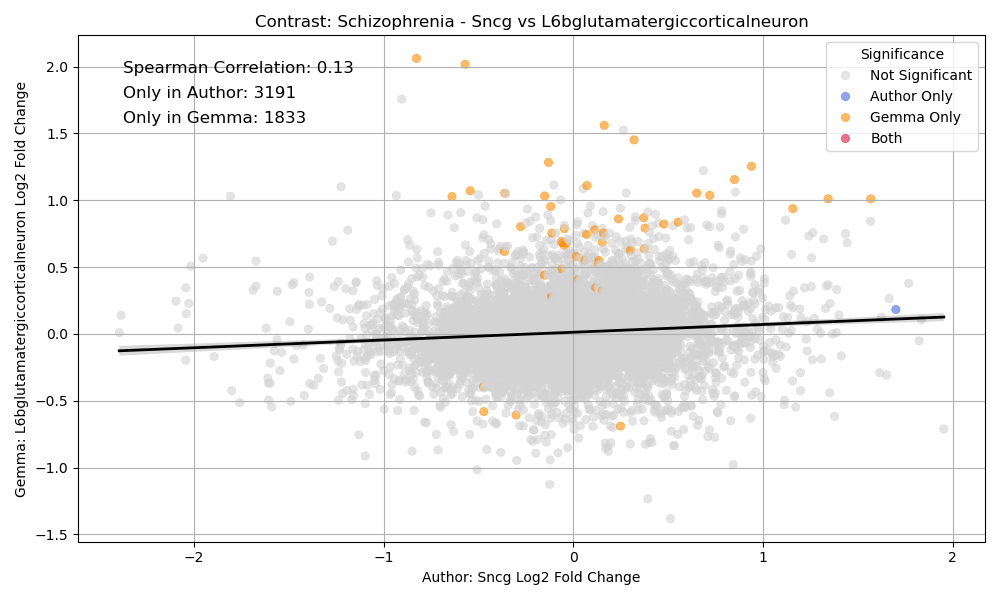 Contrast: Schizophrenia - Sncg vs L6bglutamatergiccorticalneuron
Spearman Correlation: 0.13
Only in Author: 3191
Only in Gemma: 1833
Significance
Not Significant
Author Only
Gemma Only
Both
2.0
1.5
1.0
0.5
0.0
−0.5
−1.0
−1.5
Gemma: L6bglutamatergiccorticalneuron Log2 Fold Change
−2
−1
0
1
2
Author: Sncg Log2 Fold Change